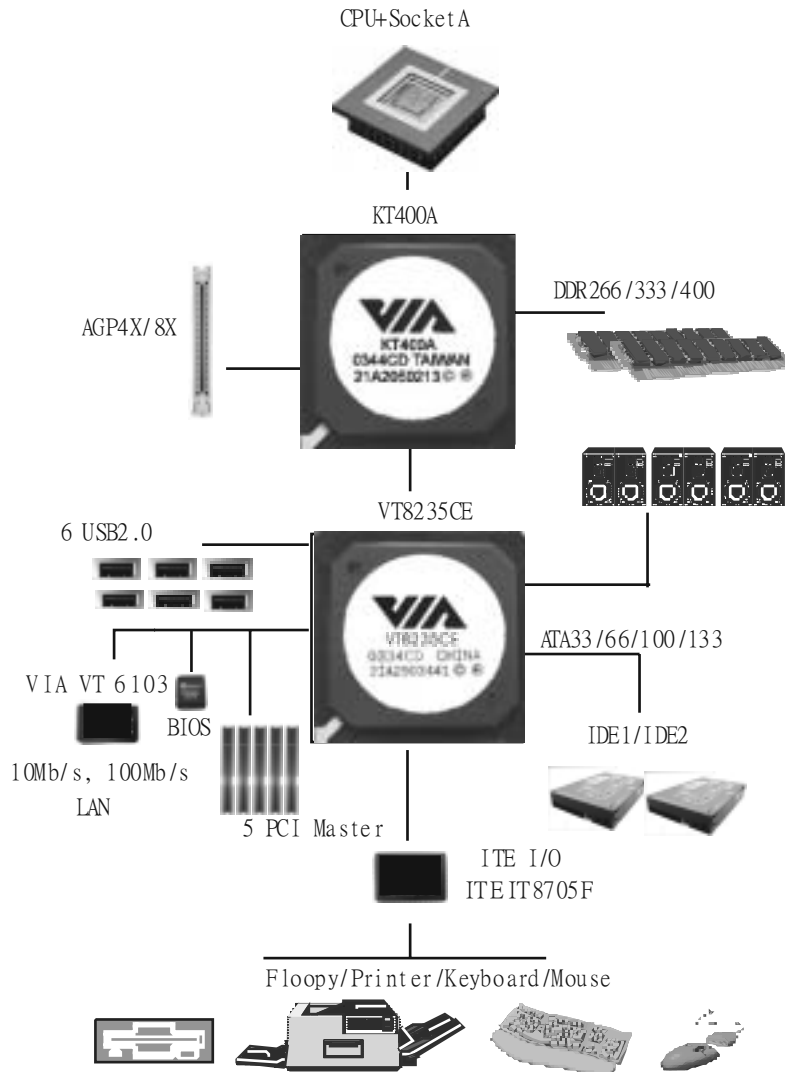 CPU+Socket A
KT400A
VIA
KT400A
0344CD TAIWAN
21A2050213 © ®
AGP4X/8X
DDR266/333/400
VT8235CE
6 USB2.0
VIA
VT8235CE
0334CD CHINA
21A2903441 © ®
ATA33/66/100/133
VIA VT 6103
BIOS
IDE1/IDE2
10Mb/s, 100Mb/s
LAN
5 PCI Master
ITE I/O
ITE IT8705F
Floopy/Printer/Keyboard/Mouse